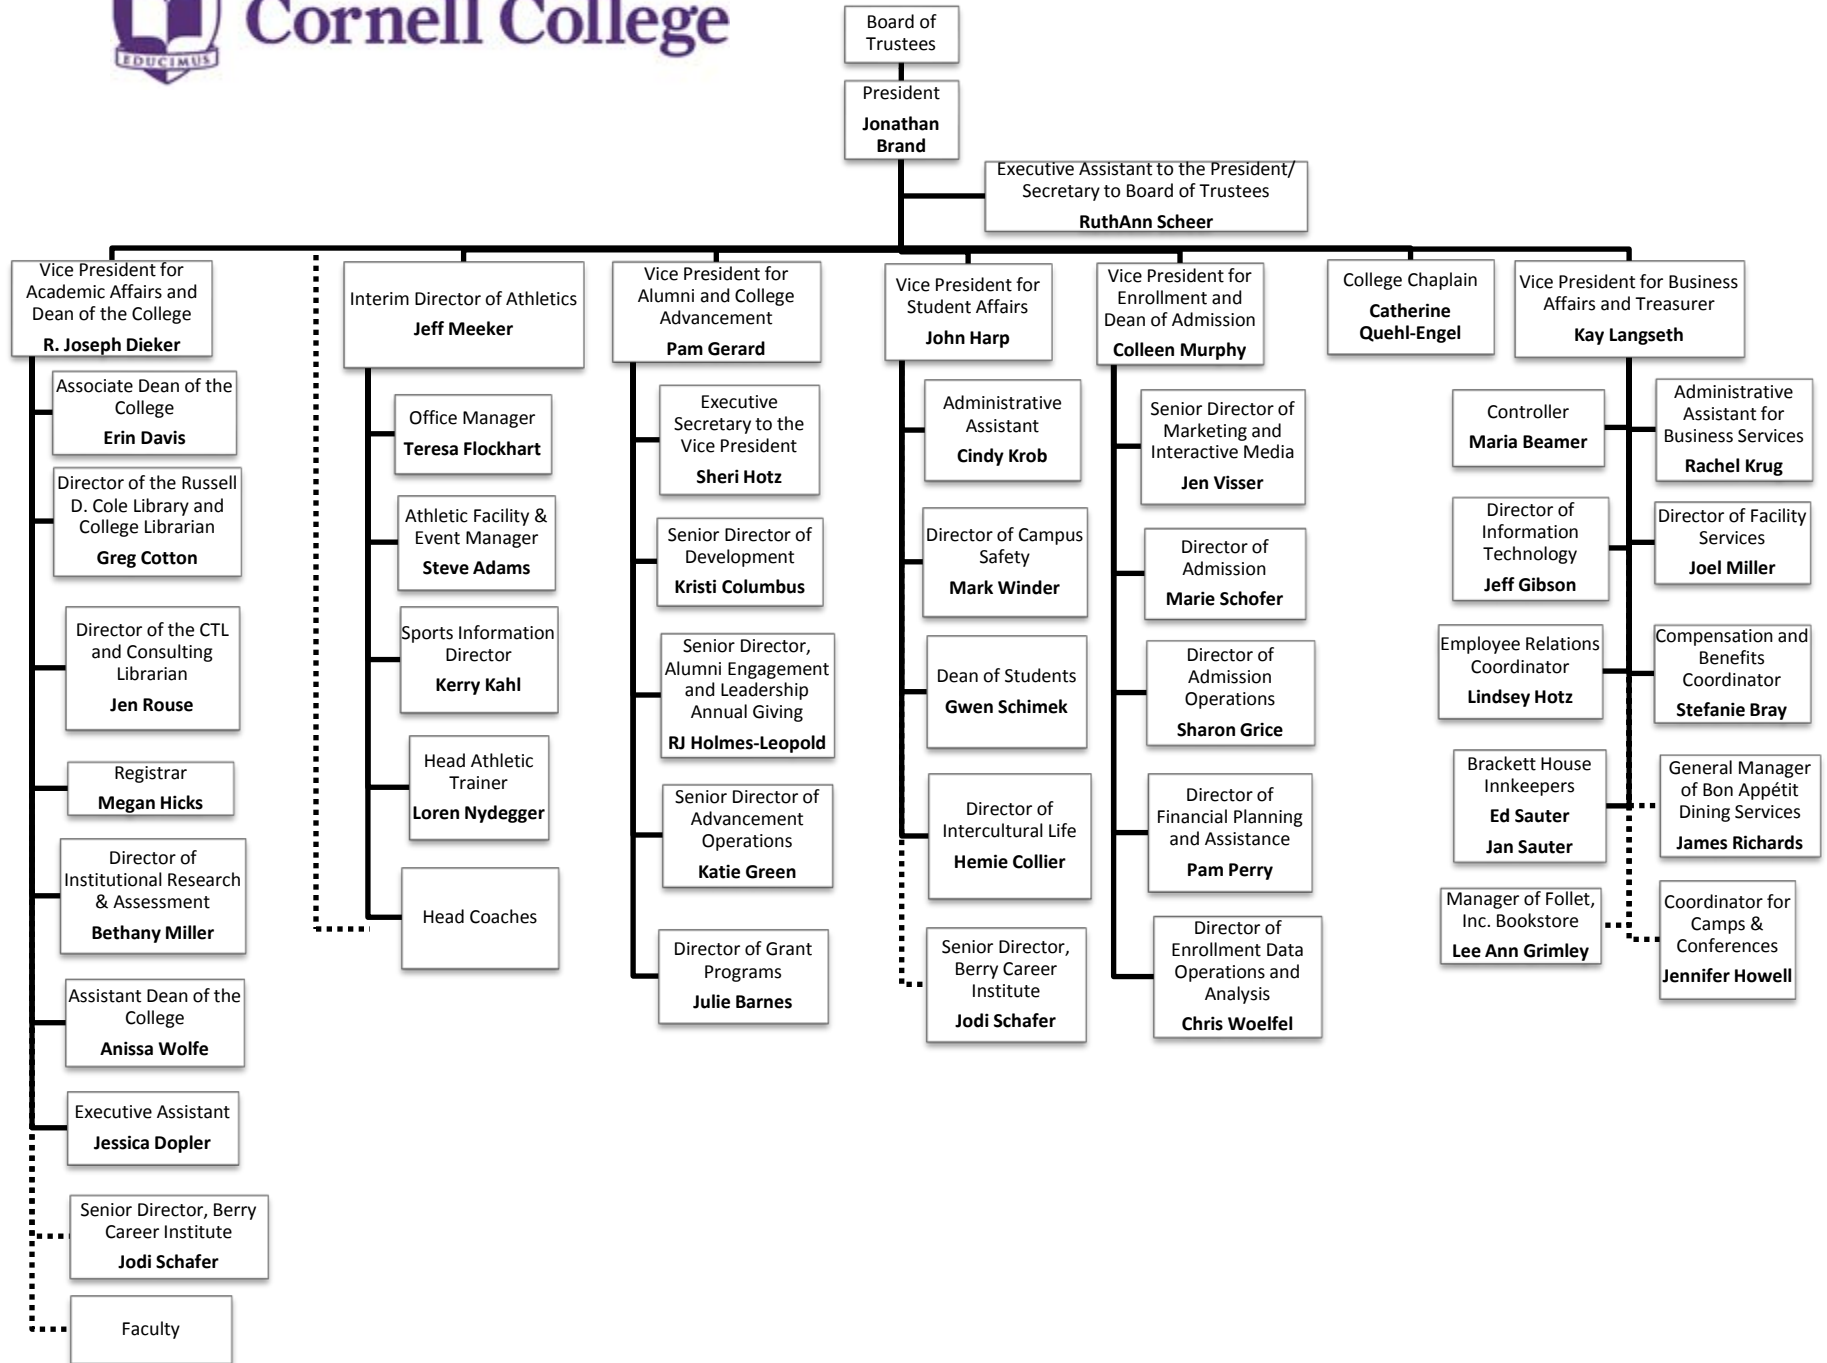 Cornell College
EDUCIMUS
Board of
Trustees
President
Jonathan
Brand
Executive Assistant to the President/
Secretary to Board of Trustees
RuthAnn Scheer
Vice President for
Academic Affairs and
Dean of the College
R. Joseph Dieker
Associate Dean of the
College
Erin Davis
Director of the Russell
D. Cole Library and
College Librarian
Greg Cotton
Director of the CTL
and Consulting
Librarian
Jen Rouse
Registrar
Megan Hicks
Director of
Institutional Research
& Assessment
Bethany Miller
Assistant Dean of the
College
Anissa Wolfe
Executive Assistant
Jessica Dopler
Senior Director, Berry
Career Institute
Jodi Schafer
Faculty
Interim Director of Athletics
Jeff Meeker
Office Manager
Teresa Flockhart
Athletic Facility &
Event Manager
Steve Adams
Sports Information
Director
Kerry Kahl
Head Athletic
Trainer
Loren Nydegger
Head Coaches
Vice President for
Alumni and College
Advancement
Pam Gerard
Executive
Secretary to the
Vice President
Sheri Hotz
Senior Director of
Development
Kristi Columbus
Senior Director,
Alumni Engagement
and Leadership
Annual Giving
RJ Holmes-Leopold
Senior Director of
Advancement
Operations
Katie Green
Director of Grant
Programs
Julie Barnes
Vice President for
Student Affairs
John Harp
Administrative
Assistant
Cindy Krob
Director of Campus
Safety
Mark Winder
Dean of Students
Gwen Schimek
Director of
Intercultural Life
Hemie Collier
Senior Director,
Berry Career
Institute
Jodi Schafer
Vice President for
Enrollment and
Dean of Admission
Colleen Murphy
Senior Director of
Marketing and
Interactive Media
Jen Visser
Director of
Admission
Marie Schofer
Director of
Admission
Operations
Sharon Grice
Director of
Financial Planning
and Assistance
Pam Perry
Director of
Enrollment Data
Operations and
Analysis
Chris Woelfel
College Chaplain
Catherine
Quehl-Engel
Vice President for Business
Affairs and Treasurer
Kay Langseth
Controller
Maria Beamer
Administrative
Assistant for
Business Services
Rachel Krug
Director of
Information
Technology
Jeff Gibson
Director of Facility
Services
Joel Miller
Employee Relations
Coordinator
Lindsey Hotz
Compensation and
Benefits
Coordinator
Stefanie Bray
Brackett House
Innkeepers
Ed Sauter
Jan Sauter
General Manager
of Bon Appétit
Dining Services
James Richards
Manager of Follet,
Inc. Bookstore
Lee Ann Grimley
Coordinator for
Camps &
Conferences
Jennifer Howell